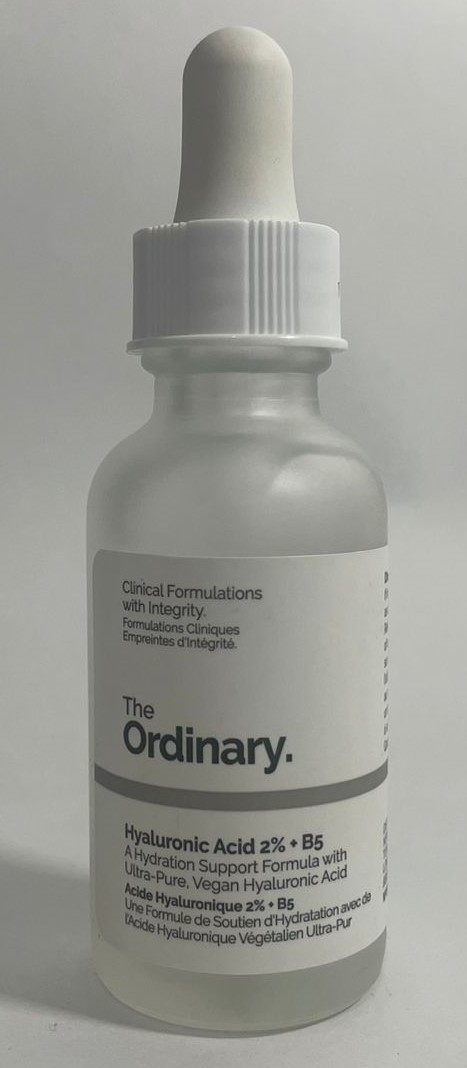 Clinical Formulations
with Integrity.
Formulations Cliniques
Empreintes d'Intégrité.
The
Ordinary.
Hyaluronic Acid 2% + B5
A Hydration Support Formula with
Ultra-Pure, Vegan Hyaluronic Acid
Acide Hyaluronique 2% + B5
Une Formule de Soutien d'Hydratation avec de
l'Acide Hyaluronique Végétalien Ultra-Pur